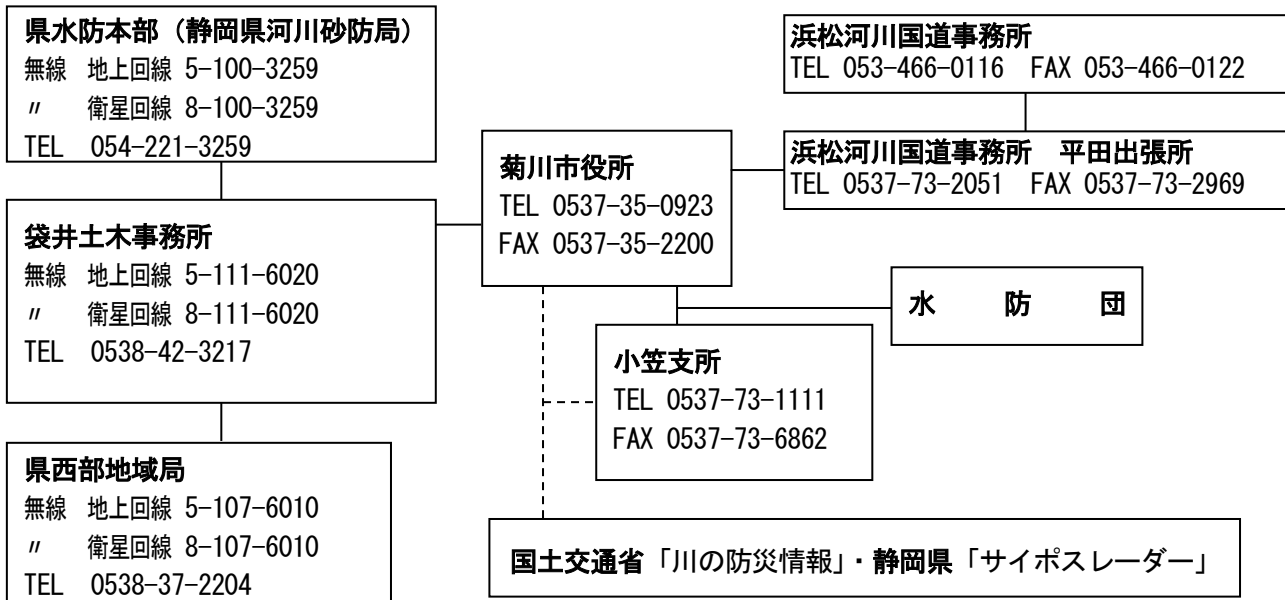 県水防本部（静岡県河川砂防局）
無線　地上回線 5-100-3259
〃　衛星回線 8-100-3259
TEL　054-221-3259
袋井土木事務所
無線　地上回線 5-111-6020
〃　衛星回線 8-111-6020
TEL　0538-42-3217
県西部地域局
無線　地上回線 5-107-6010
〃　衛星回線 8-107-6010
TEL　0538-37-2204
菊川市役所
TEL 0537-35-0923
FAX 0537-35-2200
小笠支所
TEL 0537-73-1111
FAX 0537-73-6862
浜松河川国道事務所
TEL 053-466-0116　FAX 053-466-0122
浜松河川国道事務所　平田出張所
TEL 0537-73-2051　FAX 0537-73-2969
水　防　団
国土交通省「川の防災情報」・静岡県「サイポスレーダー」